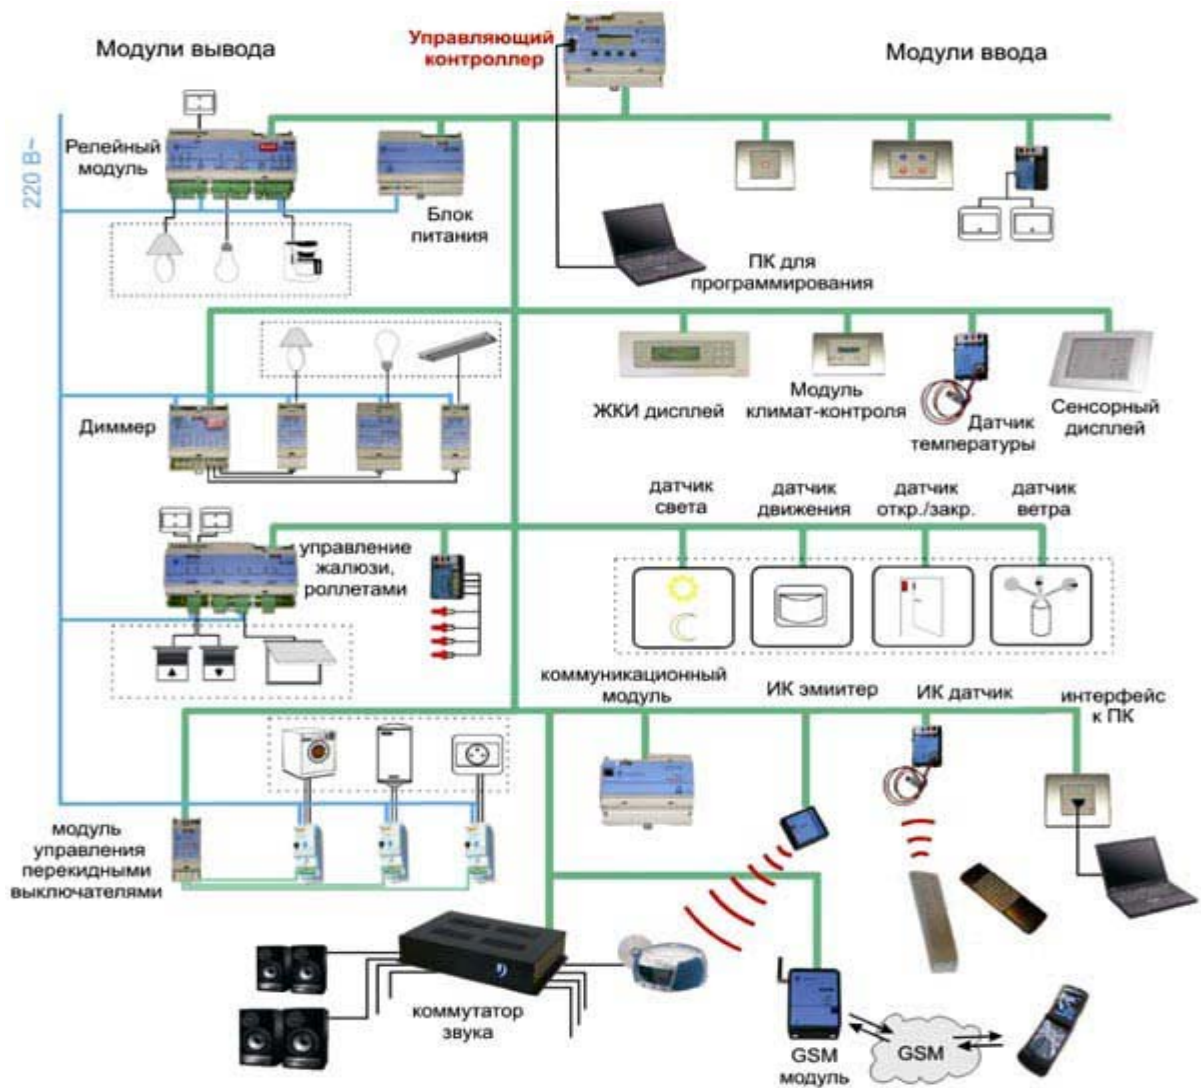 Модули вывода
Управляющий
контроллер
Модули ввода
220 В~
Релейный
модуль
Блок
питания
ПК для
программирования
Диммер
ЖКИ дисплей
Модуль
климат-контроля
Датчик
температуры
Сенсорный
дисплей
управление
жалюзи,
роллетами
датчик
света
датчик
движения
датчик
откр./закр.
датчик
ветра
коммуникационный
модуль
ИК эмиитер
ИК датчик
интерфейс
к ПК
модуль
управления
перекидными
выключателями
коммутатор
звука
GSM
модуль
GSM